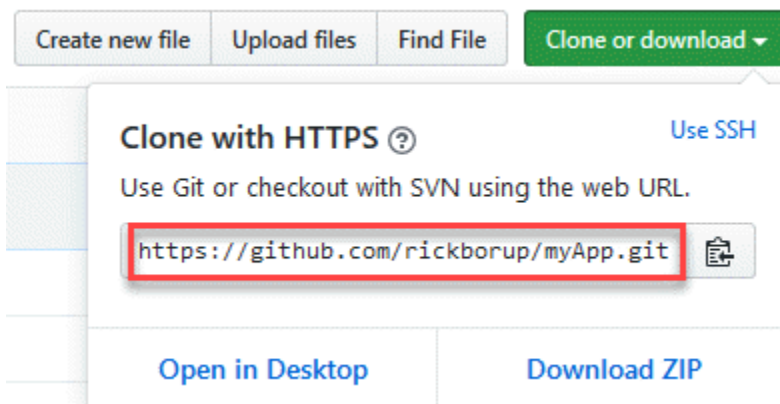 Create new file Upload files Find File Clone or download
Clone with HTTPS Use SSH
Use Git or checkout with SVN using the web URL.
https://github.com/rickborup/myApp.git
Open in Desktop Download ZIP